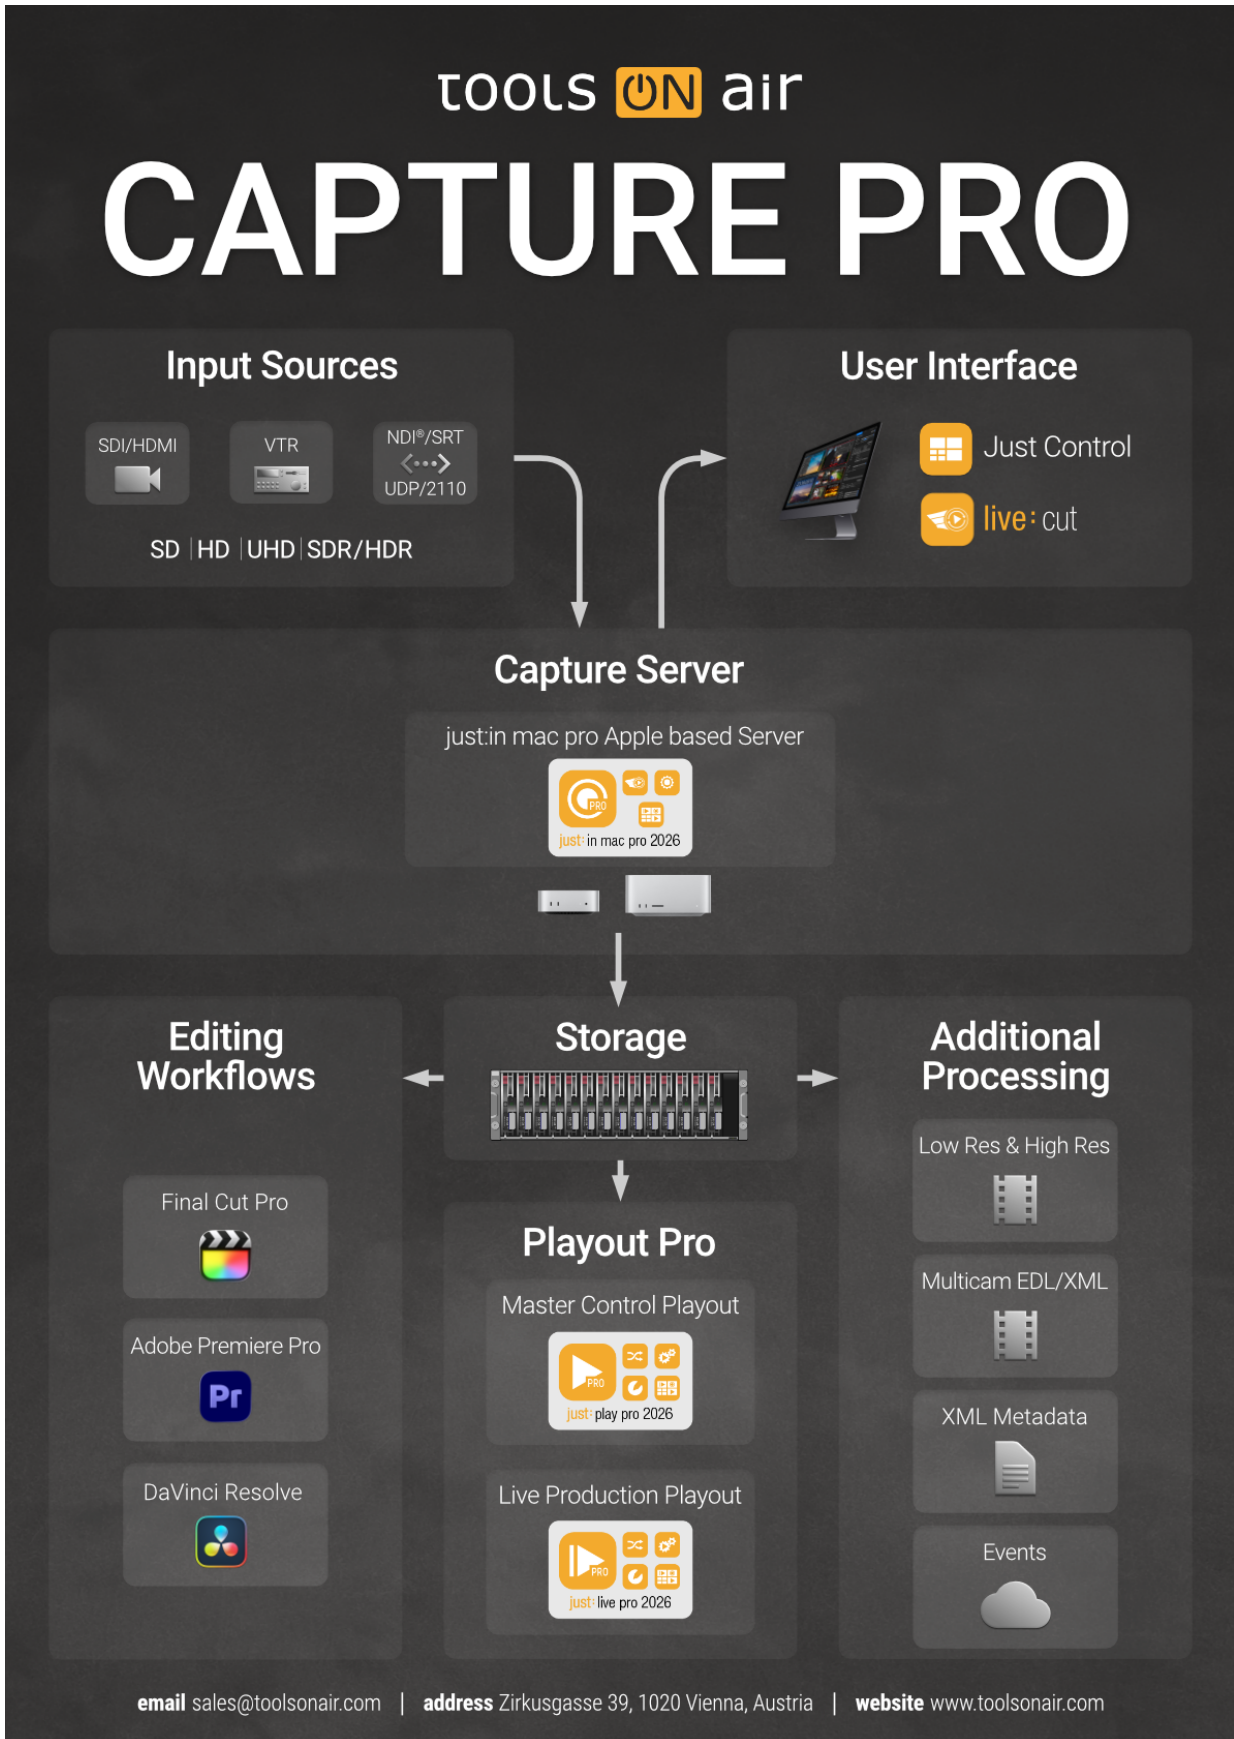 tools ON air
CAPTURE PRO
Input Sources
SDI/HDMI
VTR
NDI®/SRT
UDP/2110
SD | HD | UHD | SDR/HDR
User Interface
Just Control
live: cut
Capture Server
just:in mac pro Apple based Server
PRO
just: in mac pro 2026
Editing
Workflows
Final Cut Pro
Adobe Premiere Pro
Pr
DaVinci Resolve
Storage
Playout Pro
Master Control Playout
PRO
just: play pro 2026
Live Production Playout
PRO
just: live pro 2026
Additional
Processing
Low Res & High Res
Multicam EDL/XML
XML Metadata
Events
email sales@toolsonair.com | address Zirkusgasse 39, 1020 Vienna, Austria | website www.toolsonair.com